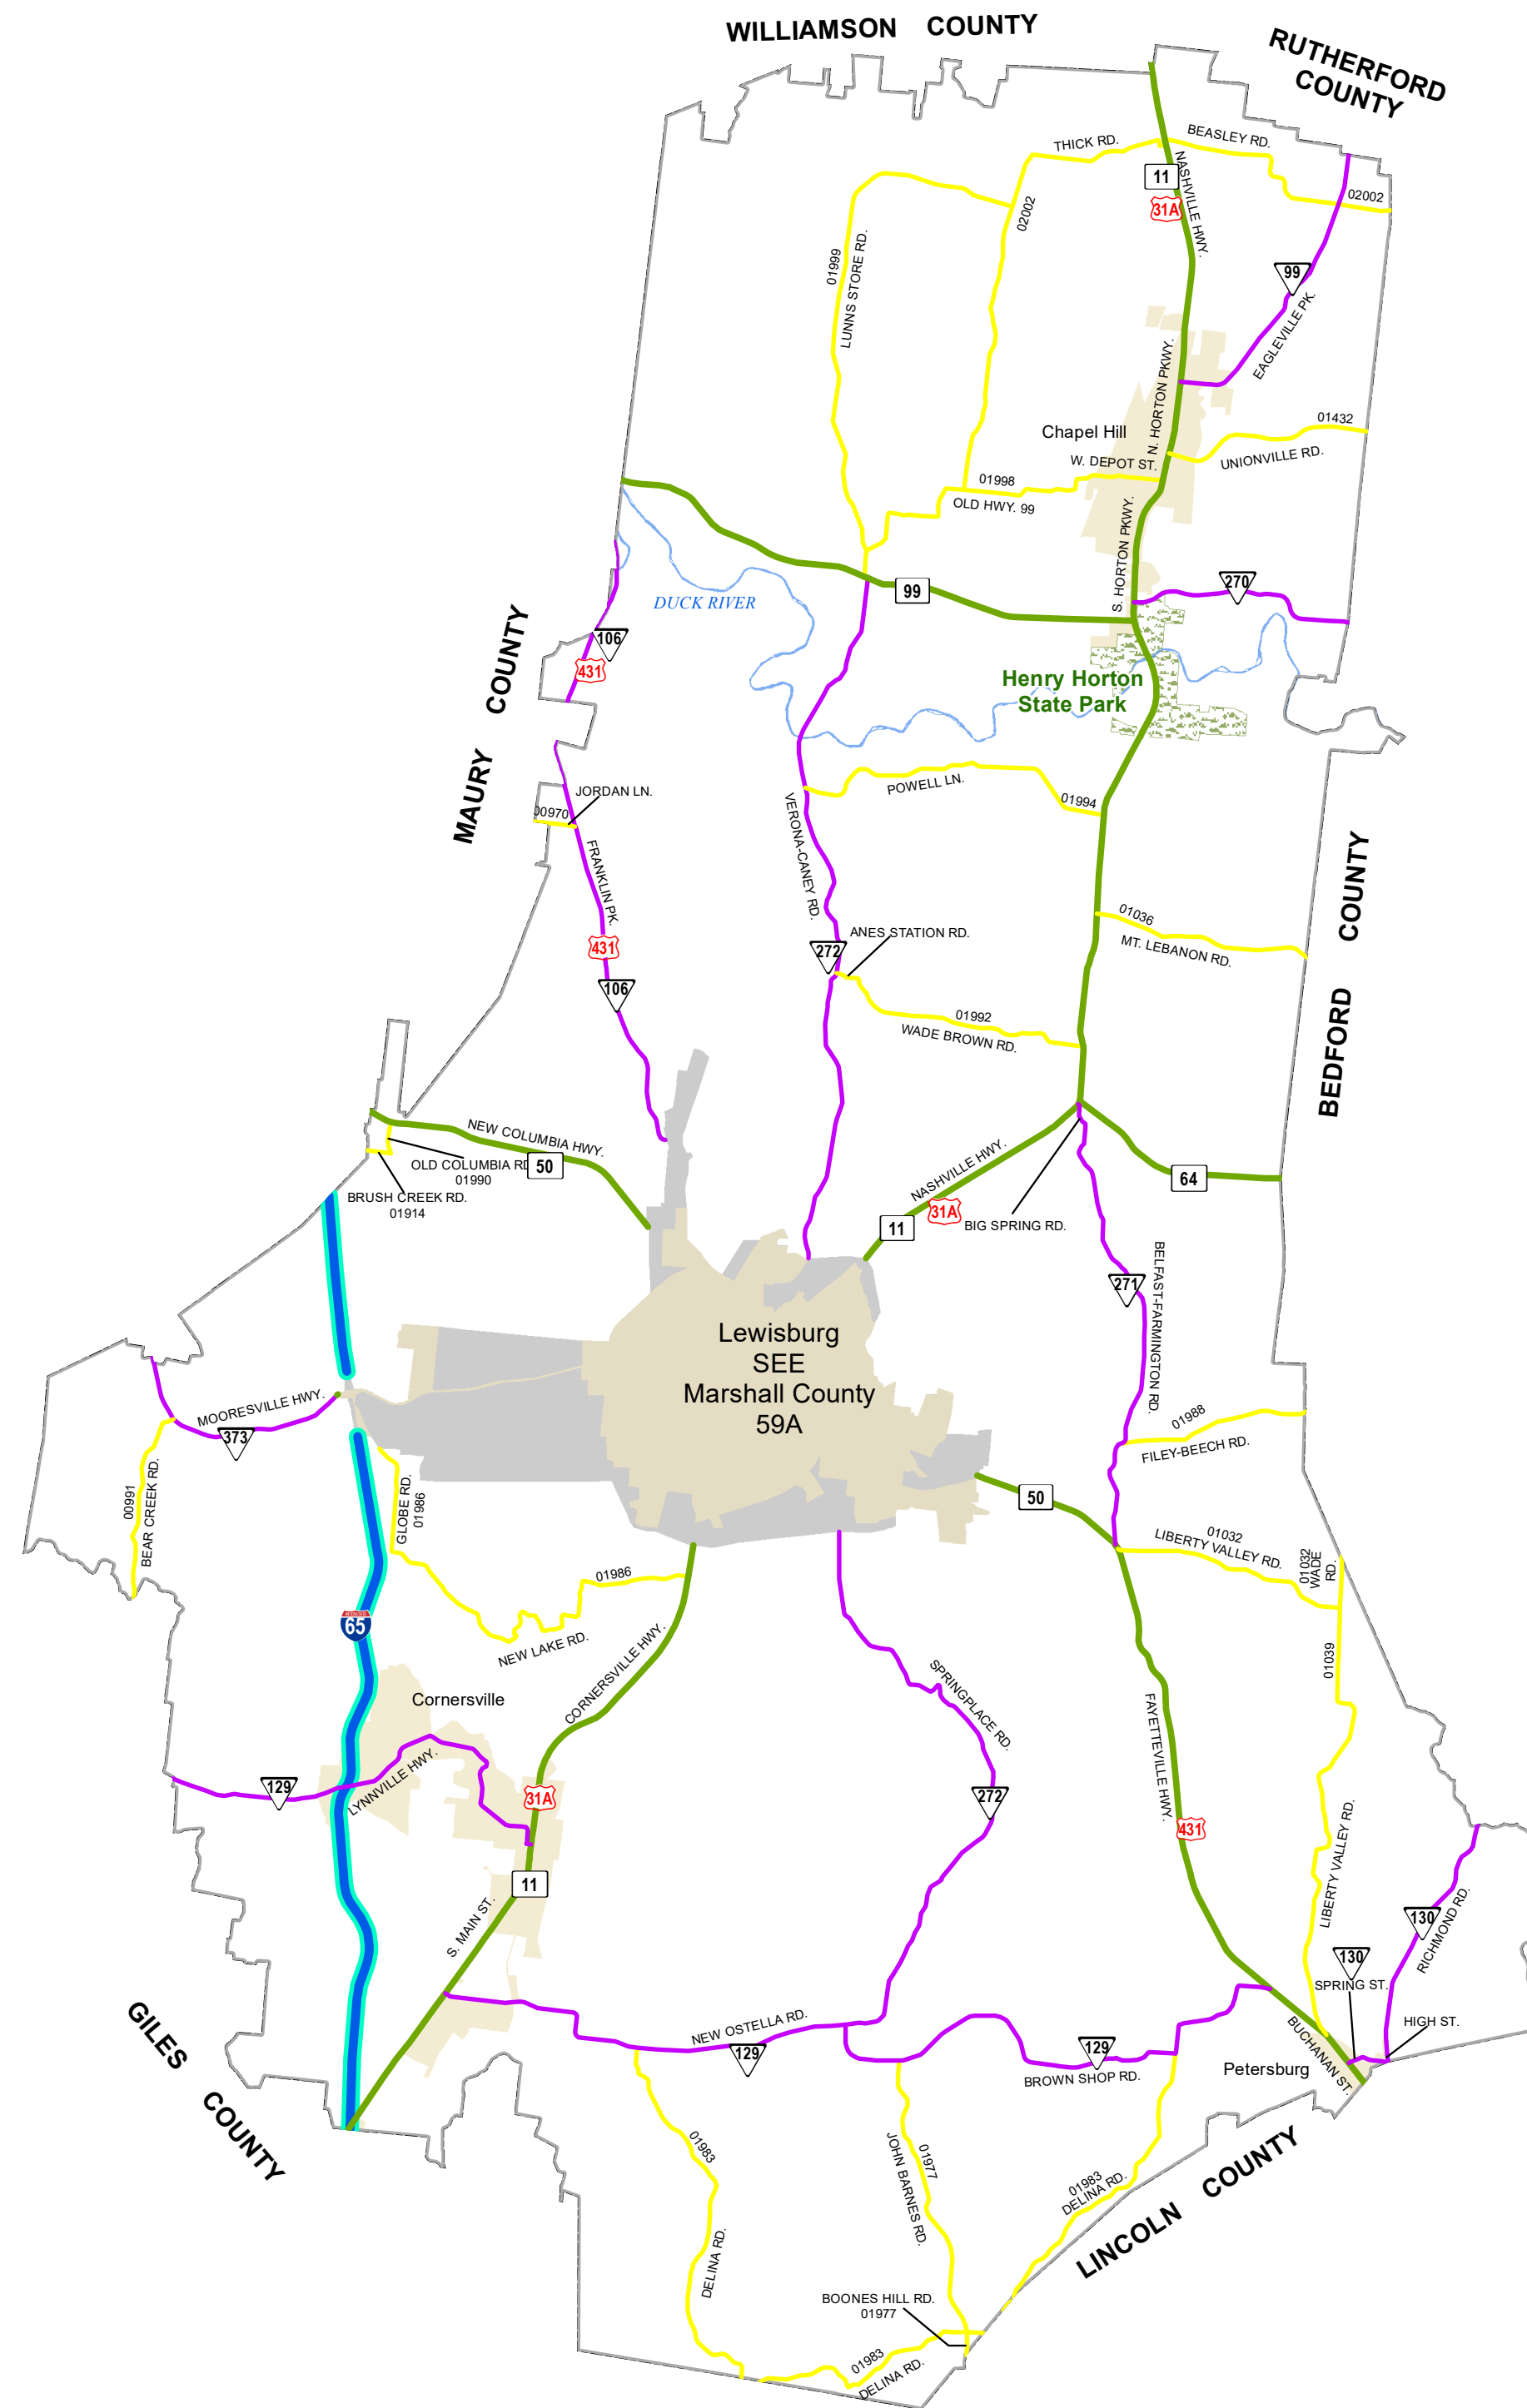 WILLIAMSON COUNTY
RUTHERFORD
COUNTY
THICK RD.
BEASLEY RD.
11
31A
NASHVILLE HWY.
02002
02002
01999
LUNNS STORE RD.
99
EAGLEVILLE PK.
N. HORTON PKWY.
Chapel Hill
01432
UNIONVILLE RD.
W. DEPOT ST.
01998
OLD HWY. 99
S. HORTON PKWY.
99
270
DUCK RIVER
106
431
MAURY COUNTY
Henry Horton
State Park
JORDAN LN.
00970
POWELL LN.
01994
FRANKLIN PK.
VERONA-CANEY RD.
BEDFORD COUNTY
01036
MT. LEBANON RD.
431
272
ANES STATION RD.
106
01992
WADE BROWN RD.
NEW COLUMBIA HWY.
50
OLD COLUMBIA RD
01990
BRUSH CREEK RD.
01914
NASHVILLE HWY.
64
31A
11
BIG SPRING RD.
BELFAST-FARMINGTON RD.
271
Lewisburg
SEE
Marshall County
59A
MOORESVILLE HWY.
373
01988
FILEY-BEECH RD.
00991
BEAR CREEK RD.
GLOBE RD.
01986
50
01032
LIBERTY VALLEY RD.
01032
WADE
RD.
01986
NEW LAKE RD.
INTERSTATE
65
CORNERSVILLE HWY.
SPRINGPLACE RD.
01039
Cornersville
FAYETTEVILLE HWY.
129
LYNNVILLE HWY.
31A
272
431
LIBERTY VALLEY RD.
11
S. MAIN ST.
130
RICHMOND RD.
130
SPRING ST.
HIGH ST.
GILES COUNTY
NEW OSTELLA RD.
129
129
BROWN SHOP RD.
BUCHANAN ST.
Petersburg
01983
DELINA RD.
01977
JOHN BARNES RD.
01983
DELINA RD.
LINCOLN COUNTY
BOONES HILL RD.
01977
01983
DELINA RD.